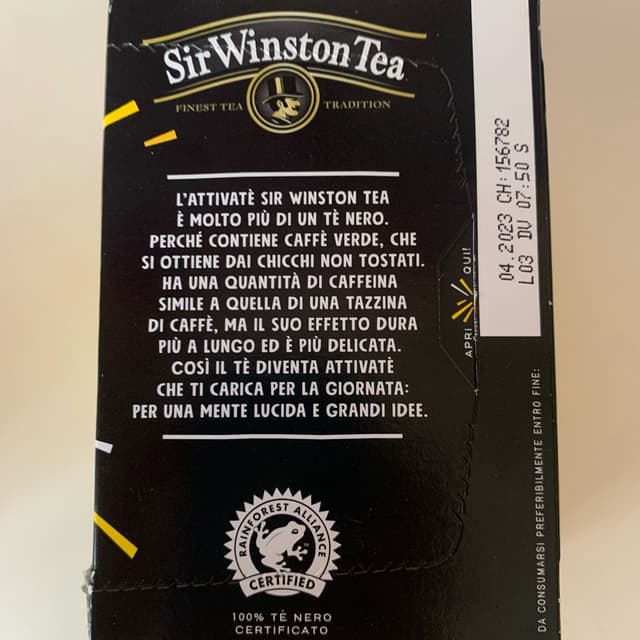 Sir Winston Tea
FINEST TEA TRADITION
L'ATTIVATÈ SIR WINSTON TEA
È MOLTO PIÙ DI UN TÈ NERO.
PERCHÉ CONTIENE CAFFÈ VERDE, CHE
SI OTTIENE DAI CHICCHI NON TOSTATI.
HA UNA QUANTITÀ DI CAFFEINA
SIMILE A QUELLA DI UNA TAZZINA
DI CAFFÈ, MA IL SUO EFFETTO DURA
PIÙ A LUNGO ED È PIÙ DELICATA.
COSÌ IL TÈ DIVENTA ATTIVATÈ
CHE TI CARICA PER LA GIORNATA:
PER UNA MENTE LUCIDA E GRANDI IDEE.
RAINFOREST ALLIANCE
CERTIFIED
100% TÈ NERO
CERTIFICATO
APRI QUI!
04.2023 CH:156782
L03 DV 07:50 S
DA CONSUMARSI PREFERIBILMENTE ENTRO FINE: